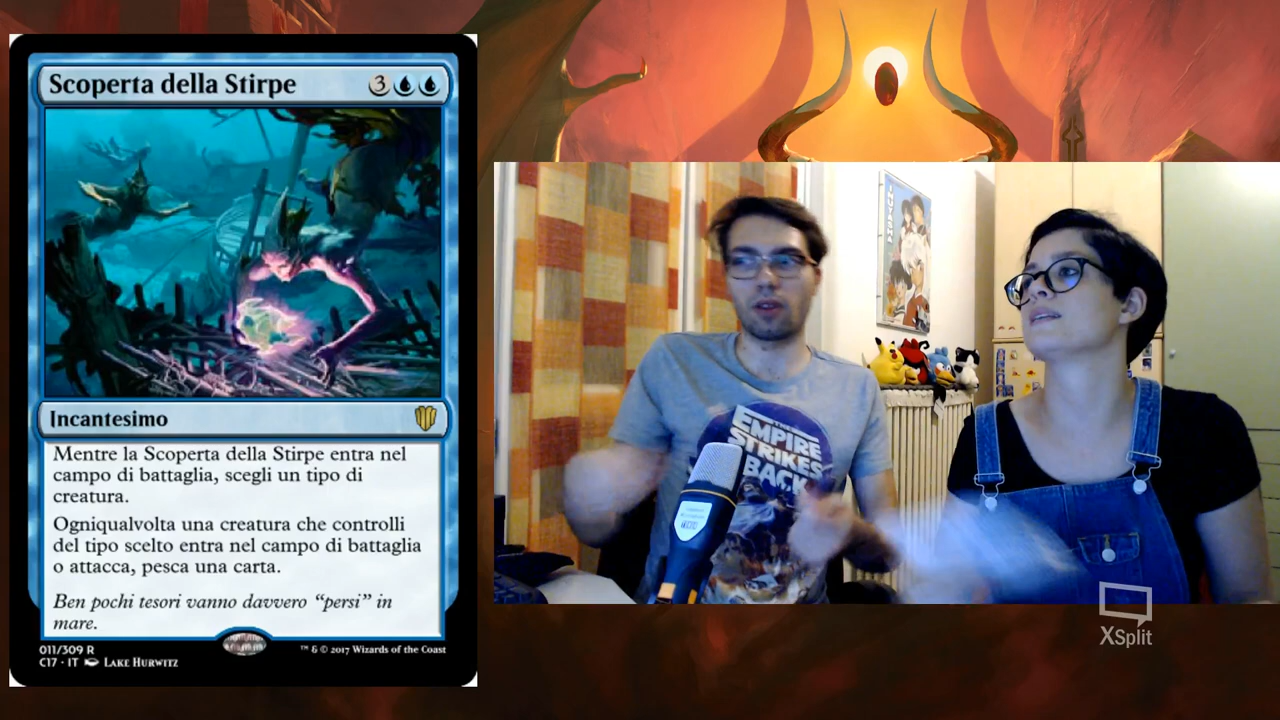 Scoperta della Stirpe 3
Incantesimo
Mentre la Scoperta della Stirpe entra nel
campo di battaglia, scegli un tipo di
creatura.
Ogniqualvolta una creatura che controlli
del tipo scelto entra nel campo di battaglia
o attacca, pesca una carta.
Ben pochi tesori vanno davvero “persi” in
mare.
011/309 R
C17 • IT LAKE HURWITZ
™ & © 2017 Wizards of the Coast
INUYASHA
THE
EMPIRE
STRIKES
BACK
XSplit